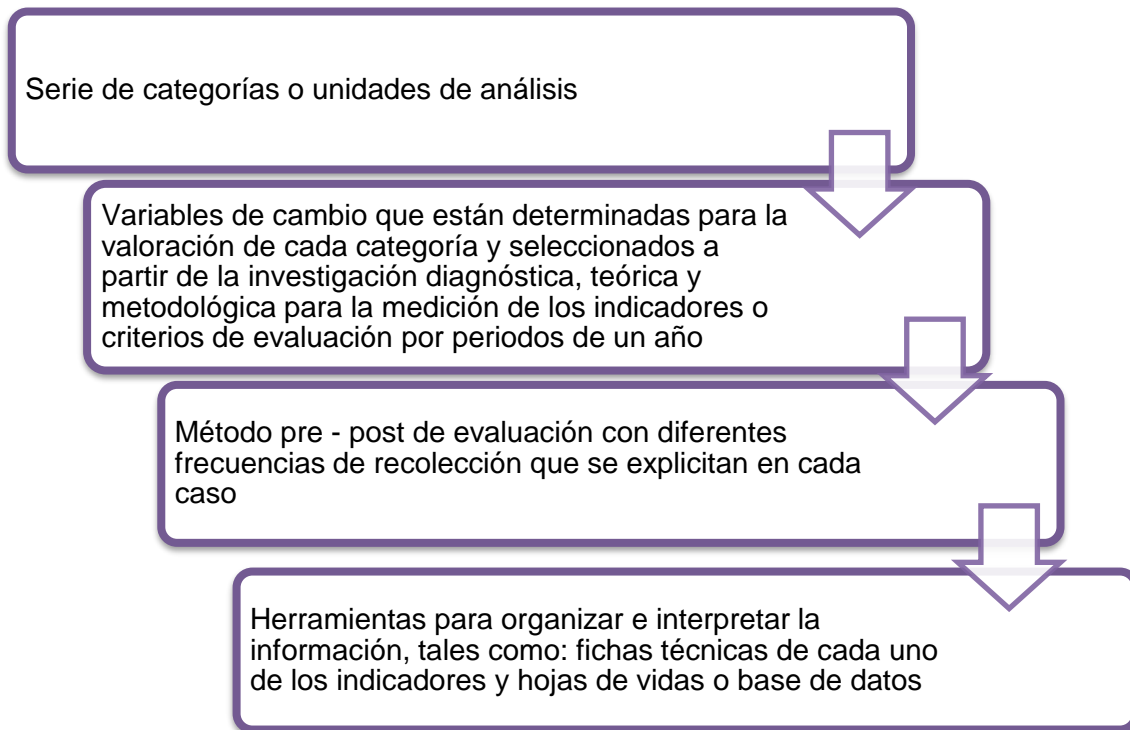 Serie de categorías o unidades de análisis
Variables de cambio que están determinadas para la
valoración de cada categoría y seleccionados a
partir de la investigación diagnóstica, teórica y
metodológica para la medición de los indicadores o
criterios de evaluación por periodos de un año
Método pre - post de evaluación con diferentes
frecuencias de recolección que se explicitan en cada
caso
Herramientas para organizar e interpretar la
información, tales como: fichas técnicas de cada uno
de los indicadores y hojas de vidas o base de datos